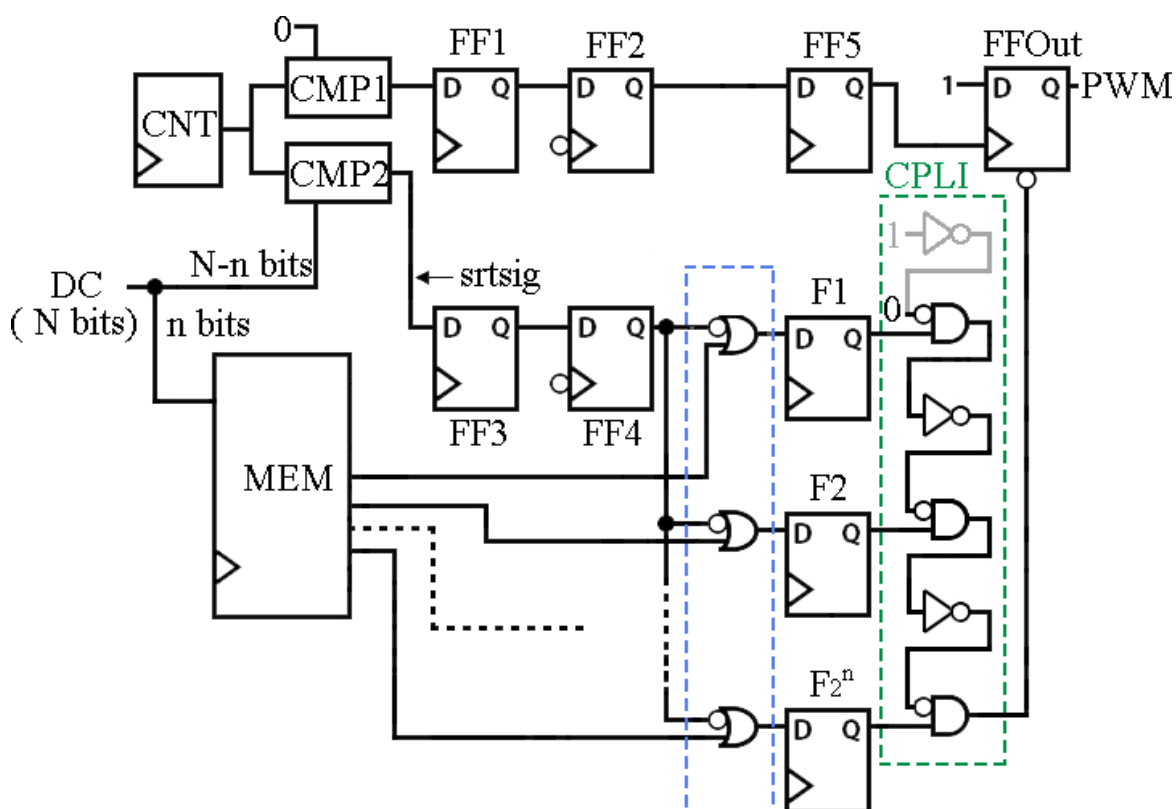 0
FF1
FF2
FF5
FFOut
CNT
CMP1
D Q
D Q
D Q
1
D Q
PWM
CMP2
CPLI
N-n bits
srtsig
1
DC
( N bits)
n bits
F1
0
D Q
D Q
D Q
FF3
FF4
MEM
F2
D Q
F2ⁿ
D Q